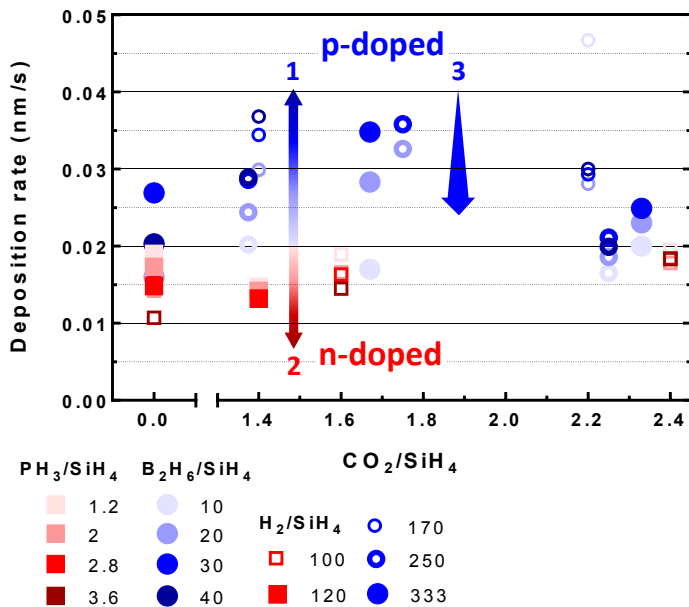 0.05
0.04
0.03
0.02
0.01
0.00
Deposition rate (nm/s)
p-doped
1
3
2
n-doped
0.0 1.4 1.6 1.8 2.0 2.2 2.4
CO₂/SiH₄
PH₃/SiH₄ B₂H₆/SiH₄
1.2 10
2 20
2.8 30
3.6 40
H₂/SiH₄
170
100 250
120 333